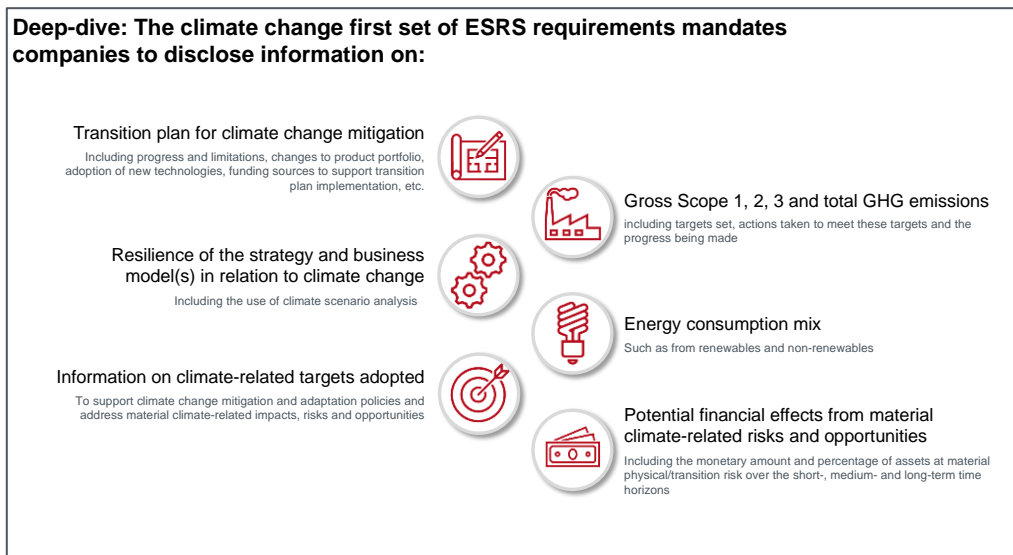 Deep-dive: The climate change first set of ESRS requirements mandates
companies to disclose information on:
Transition plan for climate change mitigation
Including progress and limitations, changes to product portfolio,
adoption of new technologies, funding sources to support transition
plan implementation, etc.
Gross Scope 1, 2, 3 and total GHG emissions
including targets set, actions taken to meet these targets and the
progress being made
Resilience of the strategy and business
model(s) in relation to climate change
Including the use of climate scenario analysis
Energy consumption mix
Such as from renewables and non-renewables
Information on climate-related targets adopted
To support climate change mitigation and adaptation policies and
address material climate-related impacts, risks and opportunities
Potential financial effects from material
climate-related risks and opportunities
Including the monetary amount and percentage of assets at material
physical/transition risk over the short-, medium- and long-term time
horizons